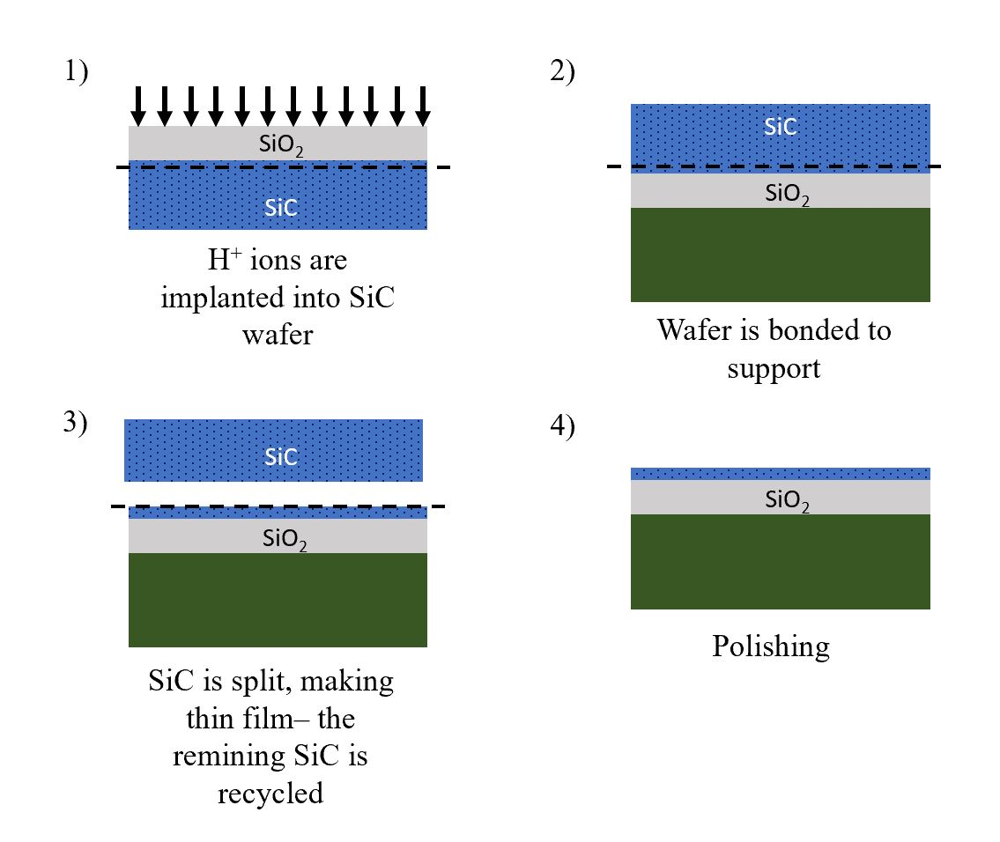 1)
SiO₂
SiC
H⁺ ions are
implanted into SiC
wafer
2)
SiC
SiO₂
Wafer is bonded to
support
3)
SiC
SiO₂
SiC is split, making
thin film– the
remining SiC is
recycled
4)
SiO₂
Polishing